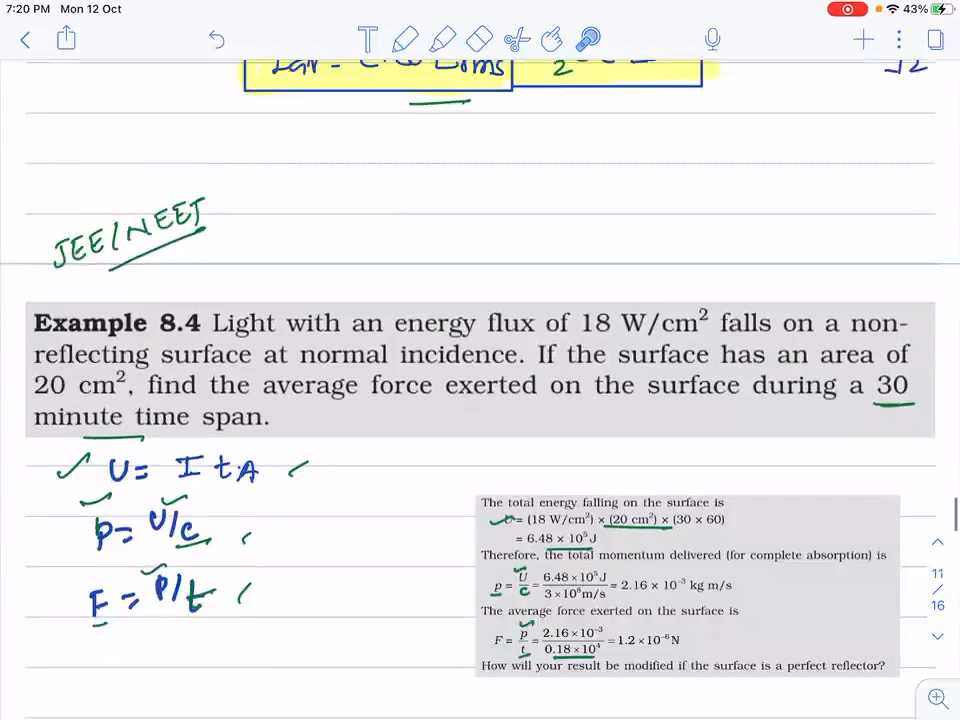 7:20 PM Mon 12 Oct
43%
T
2
√2
JEE/NEET
Example 8.4 Light with an energy flux of 18 W/cm² falls on a non-
reflecting surface at normal incidence. If the surface has an area of
20 cm², find the average force exerted on the surface during a 30
minute time span.
U = I t A
p = U/c
F = P/t
The total energy falling on the surface is
= (18 W/cm²) × (20 cm²) × (30 × 60)
= 6.48 × 10⁵ J
Therefore, the total momentum delivered (for complete absorption) is
p = U/c = 6.48 × 10⁵ J / 3 × 10⁸ m/s = 2.16 × 10⁻³ kg m/s
The average force exerted on the surface is
F = p/t = 2.16 × 10⁻³ / 0.18 × 10⁴ = 1.2 × 10⁻⁶ N
How will your result be modified if the surface is a perfect reflector?
11
/
16